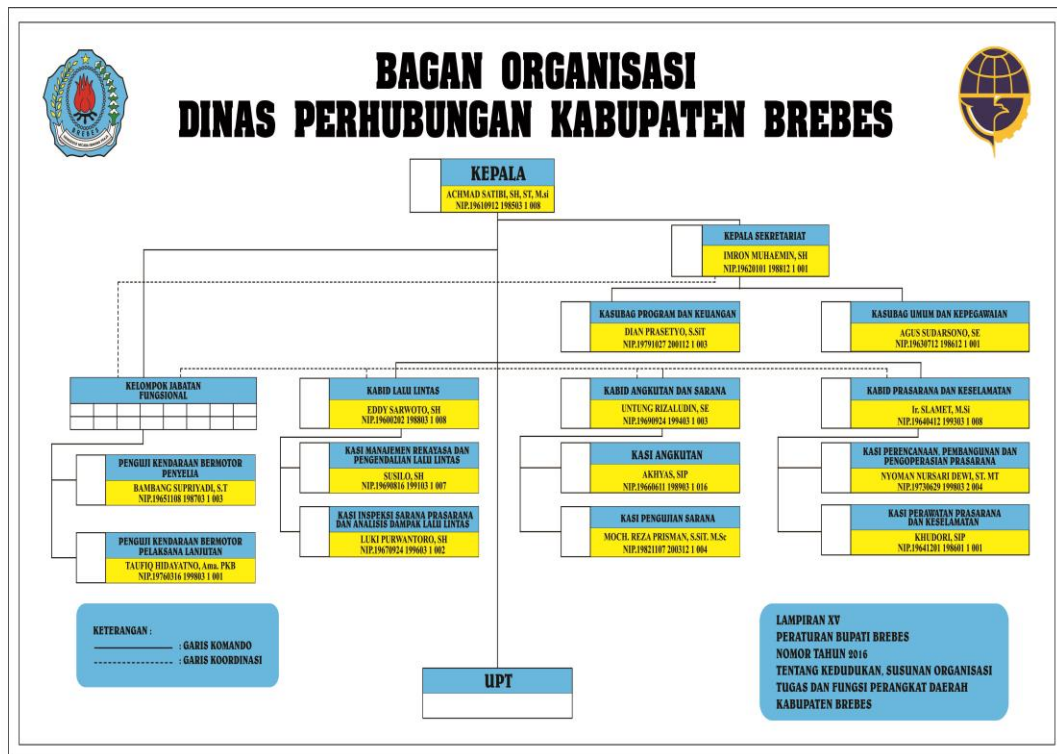 BAGAN ORGANISASI
DINAS PERHUBUNGAN KABUPATEN BREBES
BREBES
KEPALA
ACHMAD SATIBI, SH, ST, M.si
NIP.19610912 198503 1 008
KEPALA SEKRETARIAT
IMRON MUHAEMIN, SH
NIP.19620101 198812 1 001
KASUBAG PROGRAM DAN KEUANGAN
DIAN PRASETYO, S.SiT
NIP.19791027 200112 1 003
KASUBAG UMUM DAN KEPEGAWAIAN
AGUS SUDARSONO, SE
NIP.19630712 198612 1 001
KELOMPOK JABATAN
FUNGSIONAL
PENGUJI KENDARAAN BERMOTOR
PENYELIA
BAMBANG SUPRIYADI, S.T
NIP.19651108 198703 1 003
PENGUJI KENDARAAN BERMOTOR
PELAKSANA LANJUTAN
TAUFIQ HIDAYATNO, Ama. PKB
NIP.19760316 199803 1 001
KABID LALU LINTAS
EDDY SARWOTO, SH
NIP.19600202 198803 1 008
KASI MANAJEMEN REKAYASA DAN
PENGENDALIAN LALU LINTAS
SUSILO, SH
NIP.19690816 199103 1 007
KASI INSPEKSI SARANA PRASARANA
DAN ANALISIS DAMPAK LALU LINTAS
LUKI PURWANTORO, SH
NIP.19670924 199603 1 002
KABID ANGKUTAN DAN SARANA
UNTUNG RIZALUDIN, SE
NIP.19690924 199403 1 003
KASI ANGKUTAN
AKHYAS, SIP
NIP.19660611 198903 1 016
KASI PENGUJIAN SARANA
MOCH. REZA PRISMAN, S.SiT. M.Sc
NIP.19821107 200312 1 004
KABID PRASARANA DAN KESELAMATAN
Ir. SLAMET, M.Si
NIP.19640412 199303 1 008
KASI PERENCANAAN, PEMBANGUNAN DAN
PENGOPERASIAN PRASARANA
NYOMAN NURSARI DEWI, ST. MT
NIP.19730629 199803 2 004
KASI PERAWATAN PRASARANA
DAN KESELAMATAN
KHUDORI, SIP
NIP.19641201 198601 1 001
KETERANGAN :
: GARIS KOMANDO
: GARIS KOORDINASI
UPT
LAMPIRAN XV
PERATURAN BUPATI BREBES
NOMOR TAHUN 2016
TENTANG KEDUDUKAN, SUSUNAN ORGANISASI
TUGAS DAN FUNGSI PERANGKAT DAERAH
KABUPATEN BREBES